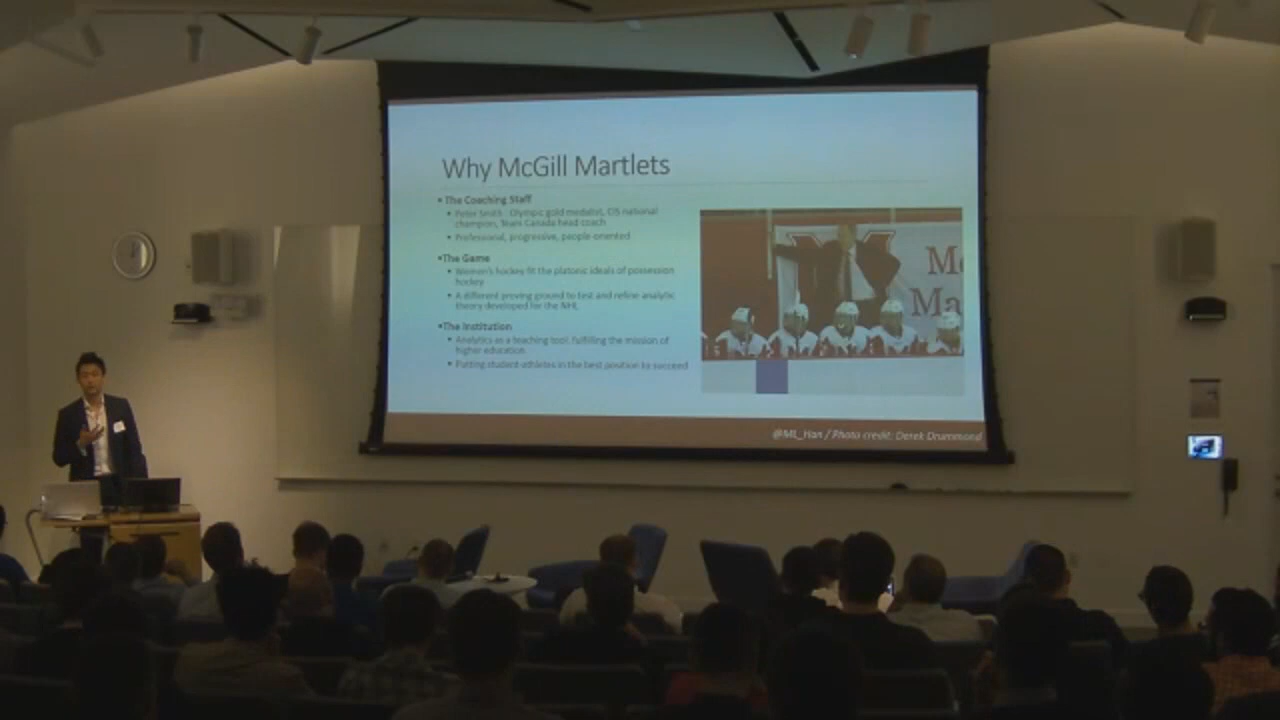 Why McGill Martlets
▪ The Coaching Staff
▪ Peter Smith : Olympic gold medalist, CIS national
champion, Team Canada head coach
▪ Professional, progressive, people-oriented
▪The Game
▪ Women's hockey fit the platonic ideals of possession
hockey
▪ A different proving ground to test and refine analytic
theory developed for the NHL
▪The Institution
▪ Analytics as a teaching tool, fulfilling the mission of
higher education.
▪ Putting student-athletes in the best position to succeed
Mc
Ma
@ML_Han / Photo credit: Derek Drummond